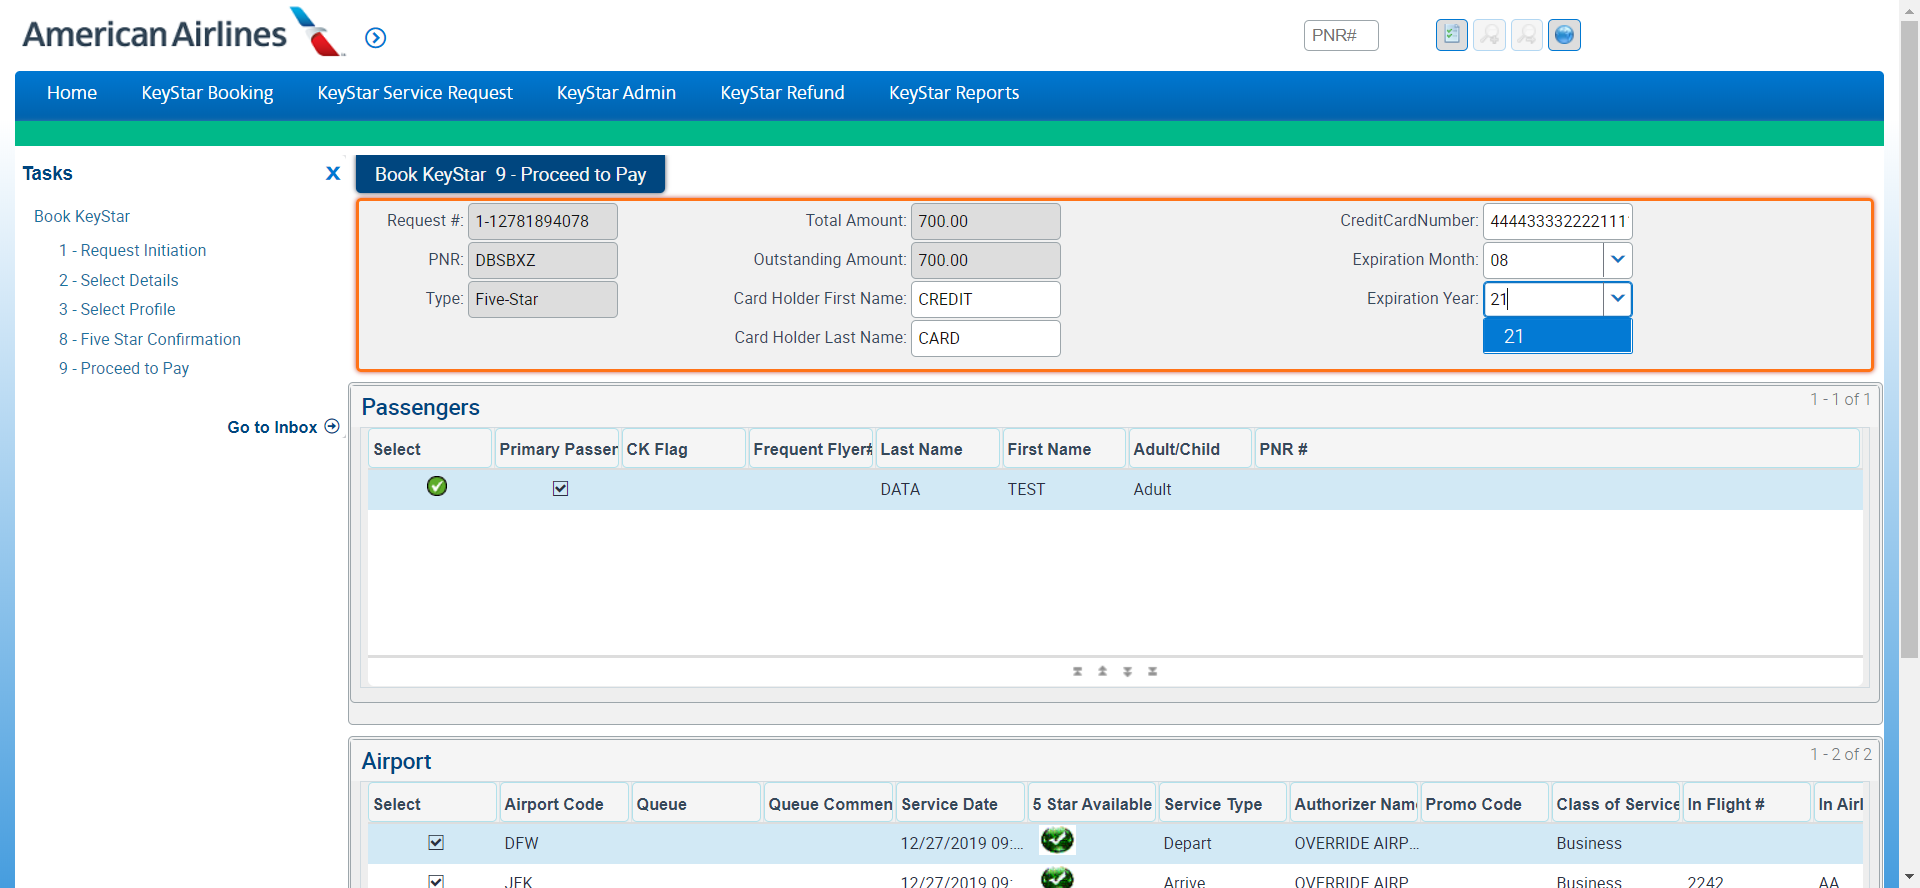 American Airlines
PNR#
Home KeyStar Booking KeyStar Service Request KeyStar Admin KeyStar Refund KeyStar Reports
Tasks X
Book KeyStar
1 - Request Initiation
2 - Select Details
3 - Select Profile
8 - Five Star Confirmation
9 - Proceed to Pay
Go to Inbox
Book KeyStar 9 - Proceed to Pay
Request #: 1-12781894078 Total Amount: 700.00 CreditCardNumber: 444433332222111
PNR: DBSBXZ Outstanding Amount: 700.00 Expiration Month: 08
Type: Five-Star Card Holder First Name: CREDIT Expiration Year: 21
Card Holder Last Name: CARD 21
Passengers 1 - 1 of 1
Select Primary Passer CK Flag Frequent Flyer# Last Name First Name Adult/Child PNR #
DATA TEST Adult
Airport 1 - 2 of 2
Select Airport Code Queue Queue Commen Service Date 5 Star Available Service Type Authorizer Nam Promo Code Class of Service In Flight # In Airl
DFW 12/27/2019 09:... Depart OVERRIDE AIRP... Business
JFK 12/27/2019 09: Arrive OVERRIDE AIRP Business 2242 AA